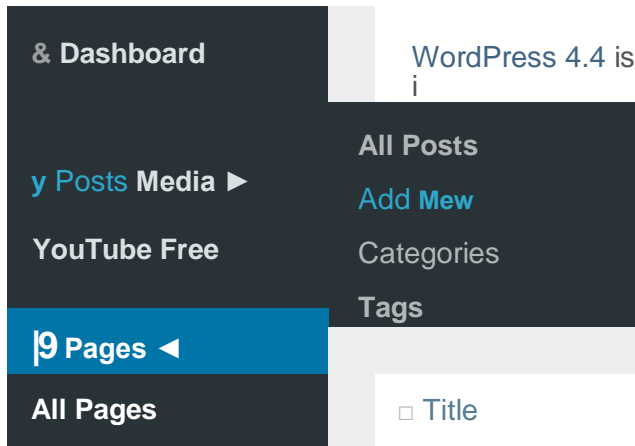 & Dashboard
WordPress 4.4 is
i
All Posts
y Posts Media ►
Add Mew
YouTube Free
Categories
Tags
|9 Pages ◄
All Pages
□ Title